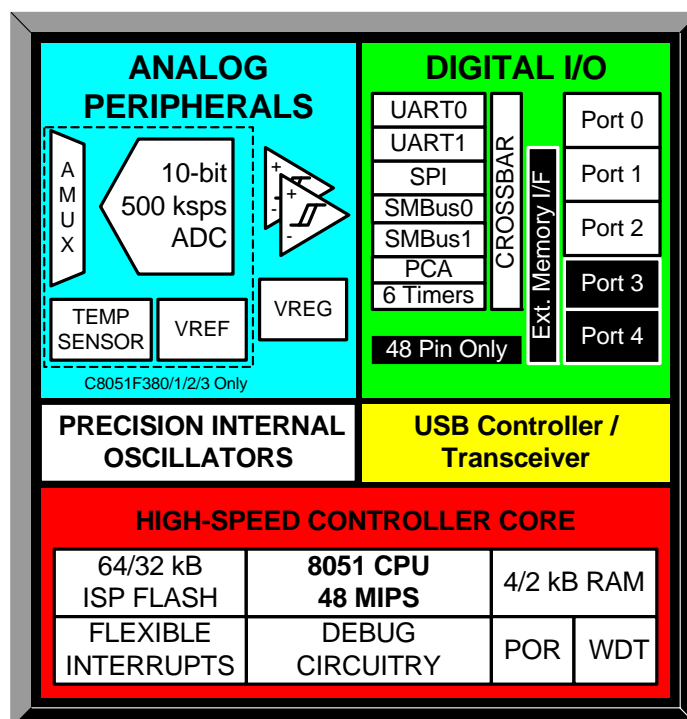 ANALOG
PERIPHERALS
AMUX
10-bit
500 ksps
ADC
+
-
+
-
TEMP
SENSOR
VREF
VREG
C8051F380/1/2/3 Only
DIGITAL I/O
UART0
UART1
SPI
SMBus0
SMBus1
PCA
6 Timers
CROSSBAR
Ext. Memory I/F
Port 0
Port 1
Port 2
Port 3
Port 4
48 Pin Only
PRECISION INTERNAL
OSCILLATORS
USB Controller /
Transceiver
HIGH-SPEED CONTROLLER CORE
64/32 kB
ISP FLASH
8051 CPU
48 MIPS
4/2 kB RAM
FLEXIBLE
INTERRUPTS
DEBUG
CIRCUITRY
POR
WDT